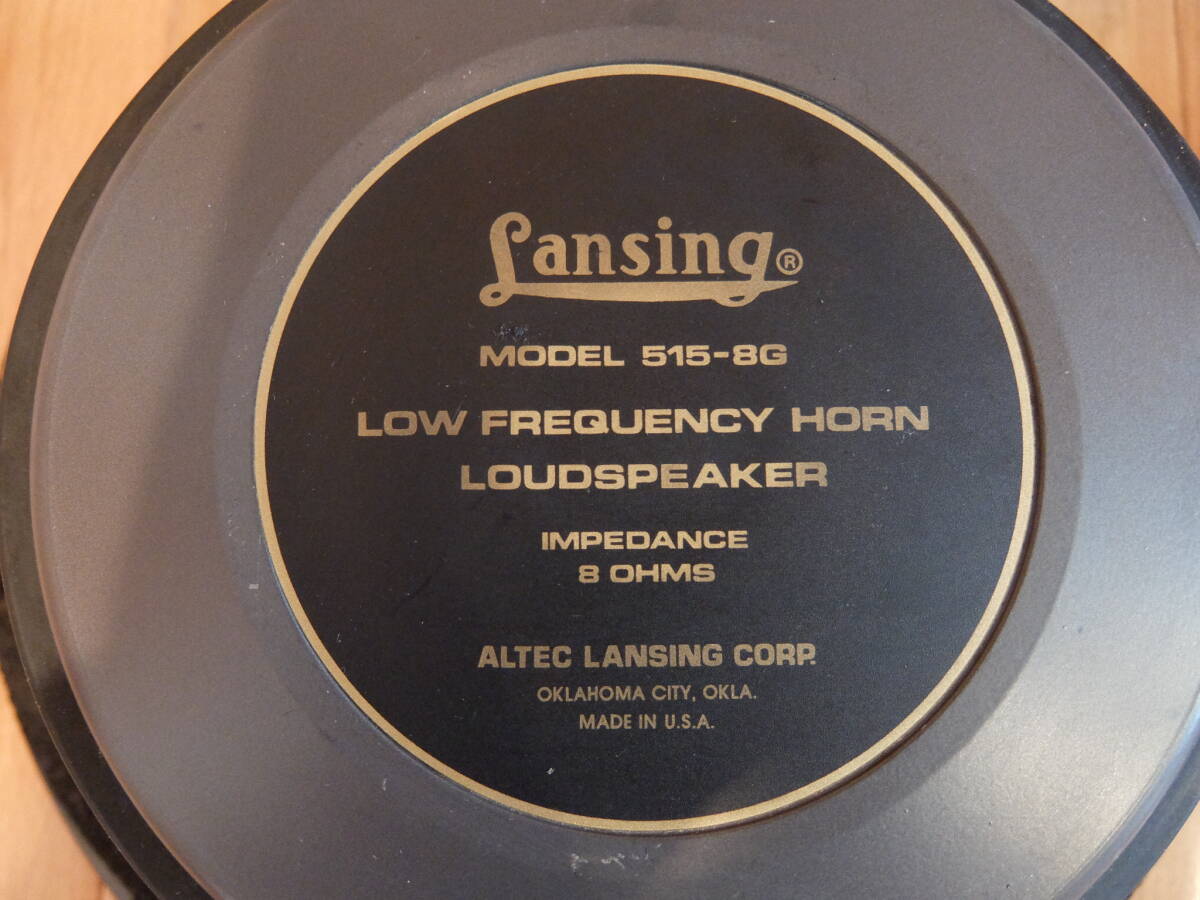 Lansing®
MODEL 515-8G
LOW FREQUENCY HORN
LOUDSPEAKER
IMPEDANCE
8 OHMS
ALTEC LANSING CORP.
OKLAHOMA CITY, OKLA.
MADE IN U.S.A.